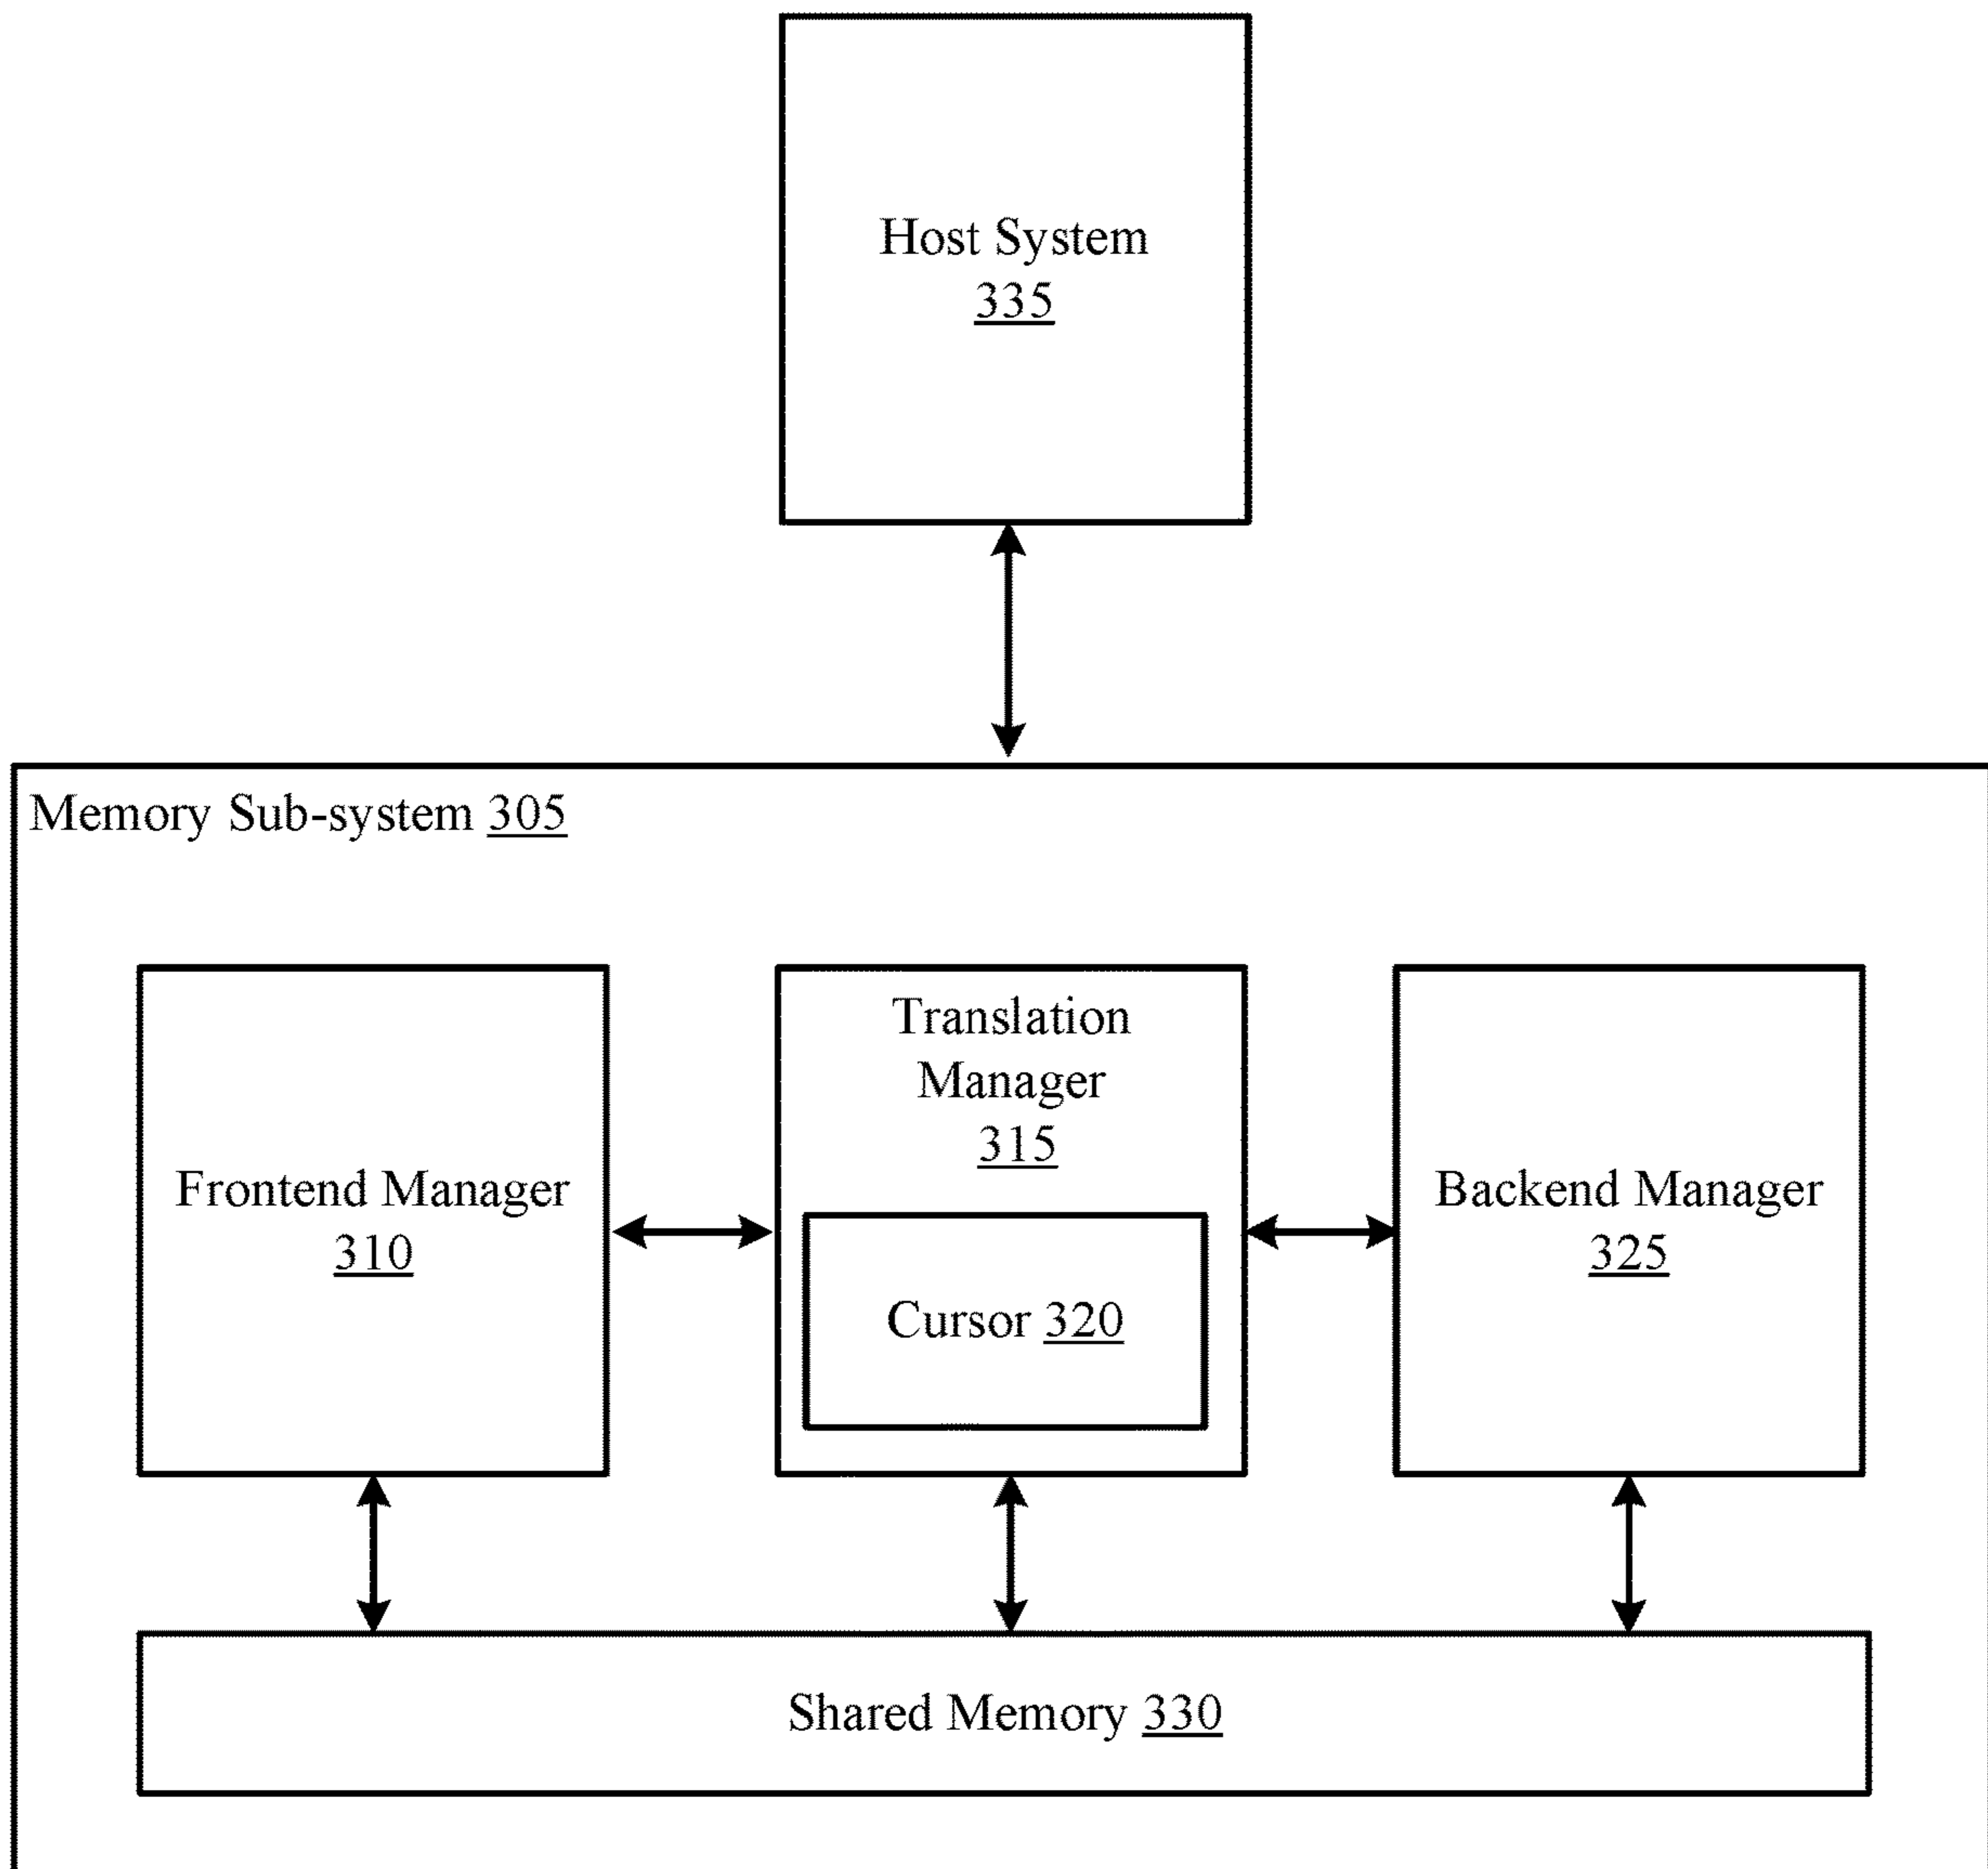 Host System
335
Memory Sub-system 305
Frontend Manager
310
Translation
Manager
315
Cursor 320
Backend Manager
325
Shared Memory 330